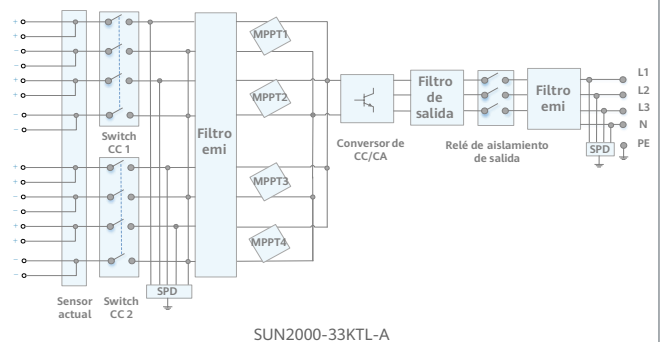 +
+
−
−
+
+
−
−
+
+
−
−
+
+
−
−
Sensor
actual
Switch
CC 1
Switch
CC 2
SPD
Filtro
emi
MPPT1
MPPT2
MPPT3
MPPT4
Conversor de
CC/CA
Filtro
de
salida
Relé de aislamiento
de salida
Filtro
emi
SPD
L1
L2
L3
N
PE
SUN2000-33KTL-A